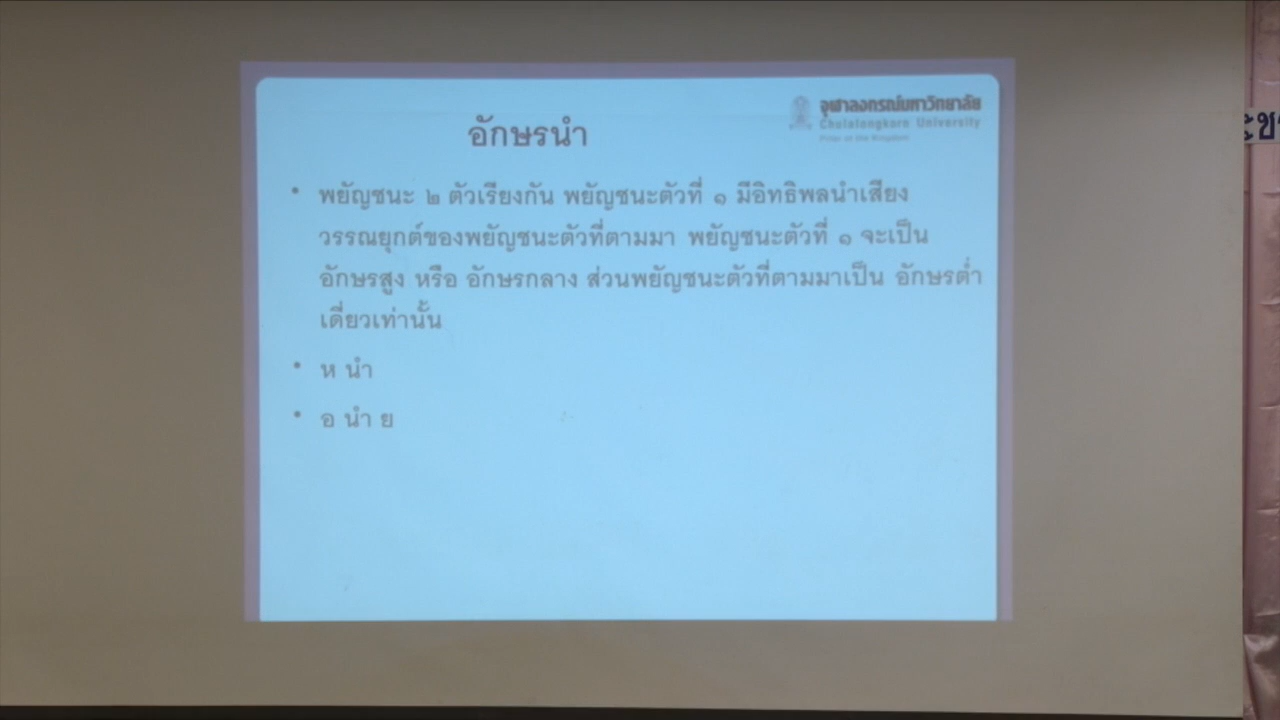 จุฬาลงกรณ์มหาวิทยาลัย
Chulalongkorn University
Pillar of the Kingdom
อักษรนำ
• พยัญชนะ ๒ ตัวเรียงกัน พยัญชนะตัวที่ ๑ มีอิทธิพลนำเสียง
วรรณยุกต์ของพยัญชนะตัวที่ตามมา พยัญชนะตัวที่ ๑ จะเป็น
อักษรสูง หรือ อักษรกลาง ส่วนพยัญชนะตัวที่ตามมาเป็น อักษรต่ำ
เดี่ยวเท่านั้น
• ห นำ
• อ นำ ย